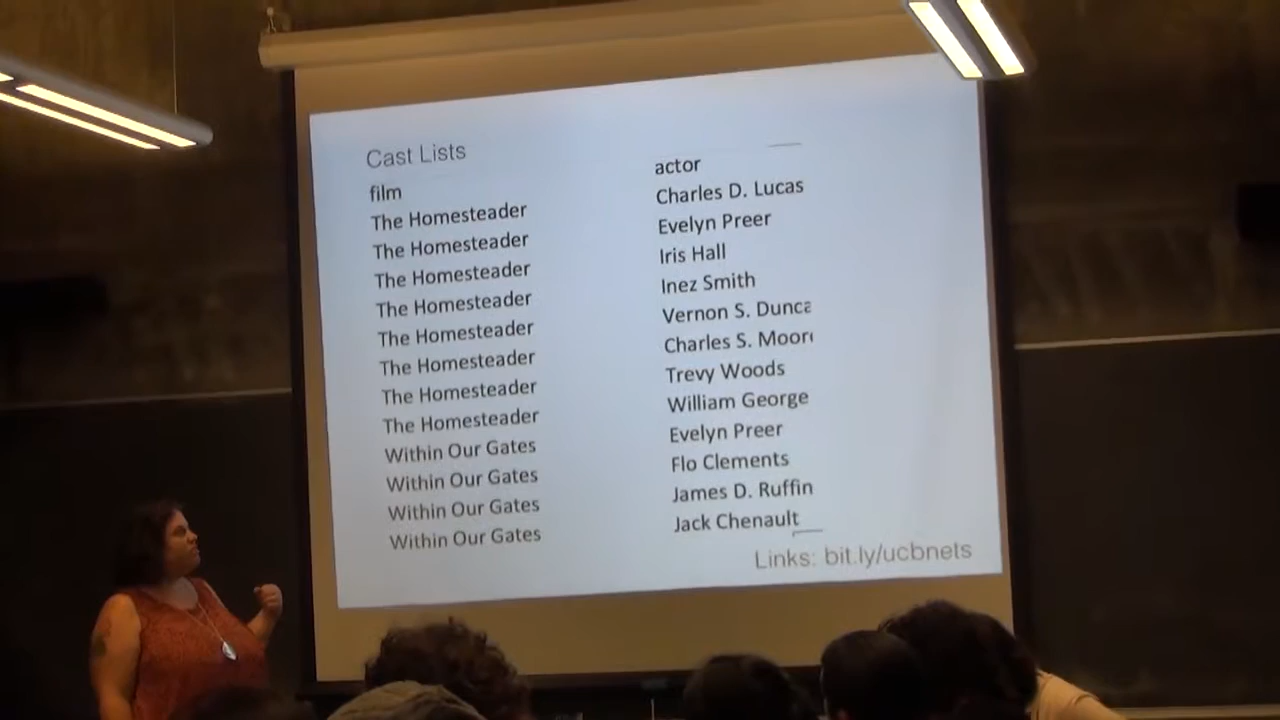 Cast Lists
film actor
The Homesteader Charles D. Lucas
The Homesteader Evelyn Preer
The Homesteader Iris Hall
The Homesteader Inez Smith
The Homesteader Vernon S. Dunca
The Homesteader Charles S. Moor
The Homesteader Trevy Woods
The Homesteader William George
Within Our Gates Evelyn Preer
Within Our Gates Flo Clements
Within Our Gates James D. Ruffin
Within Our Gates Jack Chenault
Links: bit.ly/ucbnets